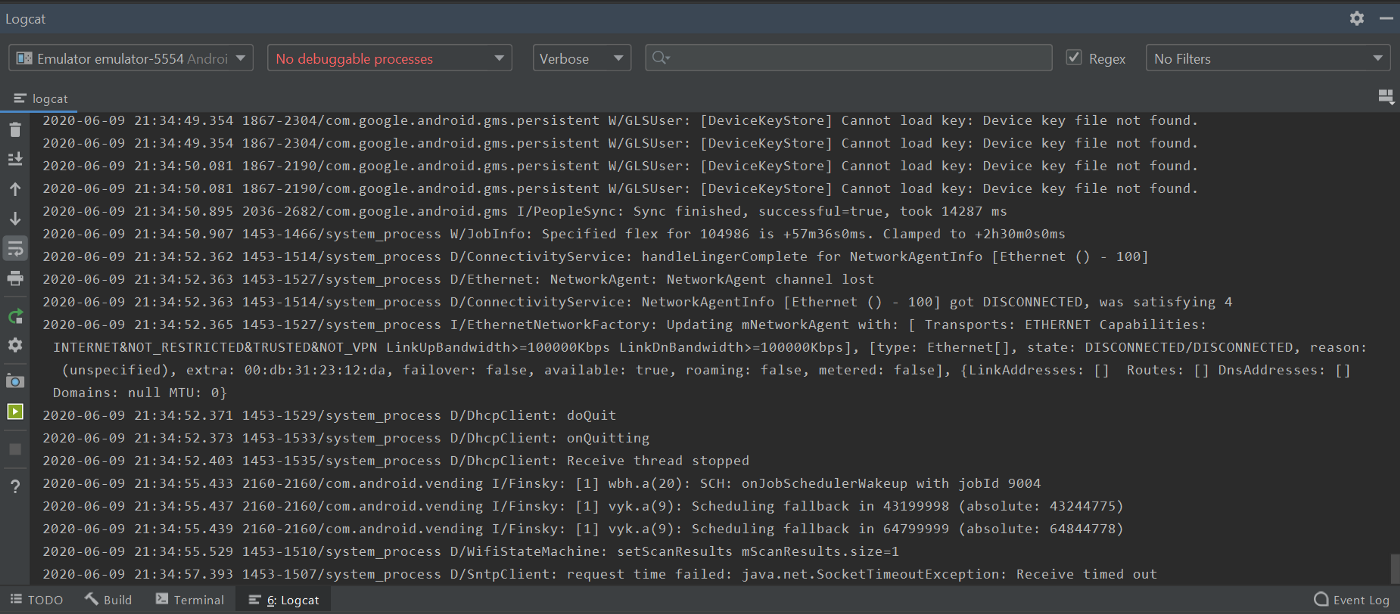 Logcat
Emulator emulator-5554 Androi No debuggable processes Verbose Regex No Filters
logcat
2020-06-09 21:34:49.354 1867-2304/com.google.android.gms.persistent W/GLSUser: [DeviceKeyStore] Cannot load key: Device key file not found.
2020-06-09 21:34:49.354 1867-2304/com.google.android.gms.persistent W/GLSUser: [DeviceKeyStore] Cannot load key: Device key file not found.
2020-06-09 21:34:50.081 1867-2190/com.google.android.gms.persistent W/GLSUser: [DeviceKeyStore] Cannot load key: Device key file not found.
2020-06-09 21:34:50.081 1867-2190/com.google.android.gms.persistent W/GLSUser: [DeviceKeyStore] Cannot load key: Device key file not found.
2020-06-09 21:34:50.895 2036-2682/com.google.android.gms I/PeopleSync: Sync finished, successful=true, took 14287 ms
2020-06-09 21:34:50.907 1453-1466/system_process W/JobInfo: Specified flex for 104986 is +57m36s0ms. Clamped to +2h30m0s0ms
2020-06-09 21:34:52.362 1453-1514/system_process D/ConnectivityService: handleLingerComplete for NetworkAgentInfo [Ethernet () - 100]
2020-06-09 21:34:52.363 1453-1527/system_process D/Ethernet: NetworkAgent: NetworkAgent channel lost
2020-06-09 21:34:52.363 1453-1514/system_process D/ConnectivityService: NetworkAgentInfo [Ethernet () - 100] got DISCONNECTED, was satisfying 4
2020-06-09 21:34:52.365 1453-1527/system_process I/EthernetNetworkFactory: Updating mNetworkAgent with: [ Transports: ETHERNET Capabilities:
INTERNET&NOT_RESTRICTED&TRUSTED&NOT_VPN LinkUpBandwidth>=100000Kbps LinkDnBandwidth>=100000Kbps], [type: Ethernet[], state: DISCONNECTED/DISCONNECTED, reason:
(unspecified), extra: 00:db:31:23:12:da, failover: false, available: true, roaming: false, metered: false], {LinkAddresses: [] Routes: [] DnsAddresses: []
Domains: null MTU: 0}
2020-06-09 21:34:52.371 1453-1529/system_process D/DhcpClient: doQuit
2020-06-09 21:34:52.373 1453-1533/system_process D/DhcpClient: onQuitting
2020-06-09 21:34:52.403 1453-1535/system_process D/DhcpClient: Receive thread stopped
2020-06-09 21:34:55.433 2160-2160/com.android.vending I/Finsky: [1] wbh.a(20): SCH: onJobSchedulerWakeup with jobId 9004
2020-06-09 21:34:55.437 2160-2160/com.android.vending I/Finsky: [1] vyk.a(9): Scheduling fallback in 43199998 (absolute: 43244775)
2020-06-09 21:34:55.439 2160-2160/com.android.vending I/Finsky: [1] vyk.a(9): Scheduling fallback in 64799999 (absolute: 64844778)
2020-06-09 21:34:55.529 1453-1510/system_process D/WifiStateMachine: setScanResults mScanResults.size=1
2020-06-09 21:34:57.393 1453-1507/system_process D/SntpClient: request time failed: java.net.SocketTimeoutException: Receive timed out
TODO Build Terminal 6: Logcat Event Log